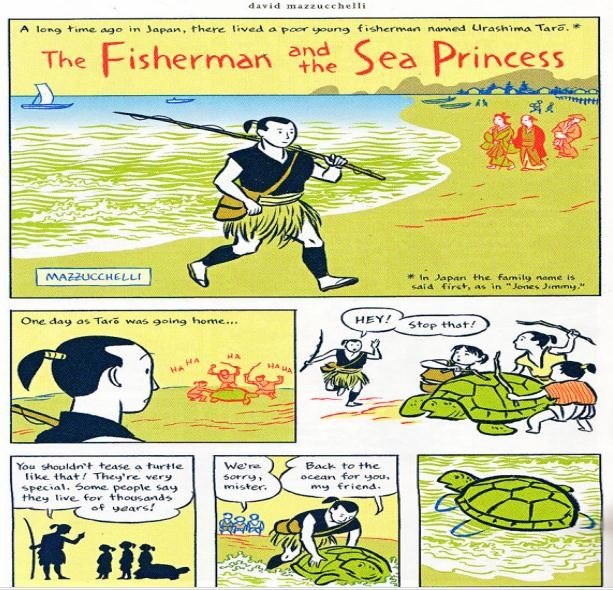 david mazzucchelli
A long time ago in Japan, there lived a poor young fisherman named Urashima Tarō.*
The Fisherman and the Sea Princess
MAZZUCCHELLI
* In Japan the family name is
said first, as in "Jones Jimmy."
One day as Tarō was going home...
HA HA
HA
HA HA
HEY!
Stop that!
You shouldn't tease a turtle
like that! They're very
special. Some people say
they live for thousands
of years!
We're
sorry,
mister.
Back to the
ocean for you,
my friend.